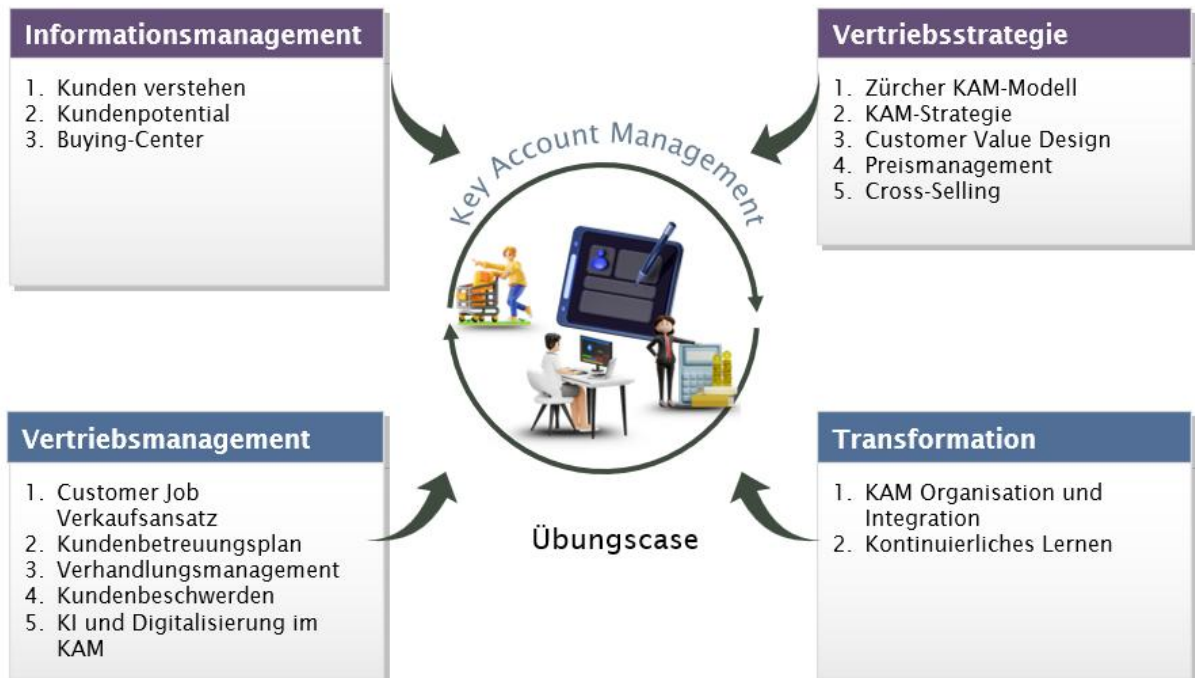 Informationsmanagement
1. Kunden verstehen
2. Kundenpotential
3. Buying-Center
Vertriebsstrategie
1. Zürcher KAM-Modell
2. KAM-Strategie
3. Customer Value Design
4. Preismanagement
5. Cross-Selling
Key Account Management
Vertriebsmanagement
1. Customer Job
Verkaufsansatz
2. Kundenbetreuungsplan
3. Verhandlungsmanagement
4. Kundenbeschwerden
5. KI und Digitalisierung im
KAM
Übungscase
Transformation
1. KAM Organisation und
Integration
2. Kontinuierliches Lernen